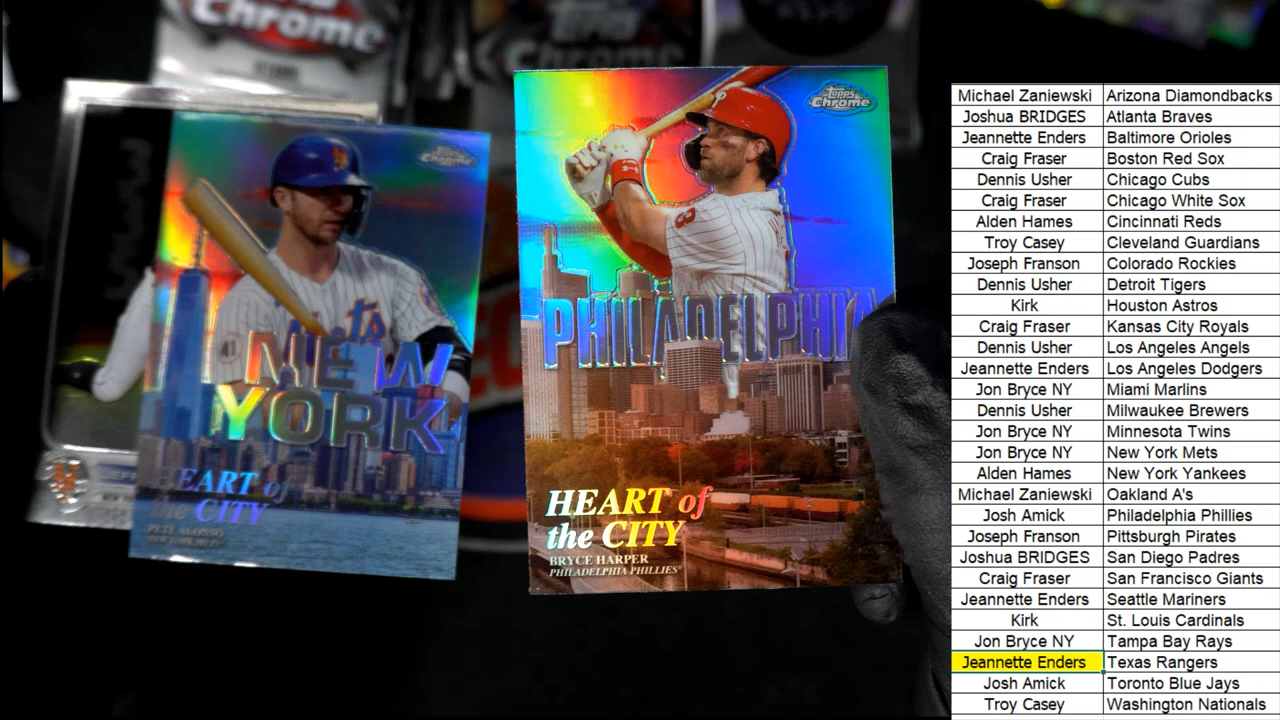 Chrome
Topps
Chrome
Topps
Chrome
Mets
41
NEW
YORK
HEART of
the CITY
PETE ALONSO
NEW YORK METS
Topps
Chrome
P
3
PHILADELPHIA
HEART of
the CITY
BRYCE HARPER
PHILADELPHIA PHILLIES
Michael Zaniewski Arizona Diamondbacks
Joshua BRIDGES Atlanta Braves
Jeannette Enders Baltimore Orioles
Craig Fraser Boston Red Sox
Dennis Usher Chicago Cubs
Craig Fraser Chicago White Sox
Alden Hames Cincinnati Reds
Troy Casey Cleveland Guardians
Joseph Franson Colorado Rockies
Dennis Usher Detroit Tigers
Kirk Houston Astros
Craig Fraser Kansas City Royals
Dennis Usher Los Angeles Angels
Jeannette Enders Los Angeles Dodgers
Jon Bryce NY Miami Marlins
Dennis Usher Milwaukee Brewers
Jon Bryce NY Minnesota Twins
Jon Bryce NY New York Mets
Alden Hames New York Yankees
Michael Zaniewski Oakland A's
Josh Amick Philadelphia Phillies
Joseph Franson Pittsburgh Pirates
Joshua BRIDGES San Diego Padres
Craig Fraser San Francisco Giants
Jeannette Enders Seattle Mariners
Kirk St. Louis Cardinals
Jon Bryce NY Tampa Bay Rays
Jeannette Enders Texas Rangers
Josh Amick Toronto Blue Jays
Troy Casey Washington Nationals